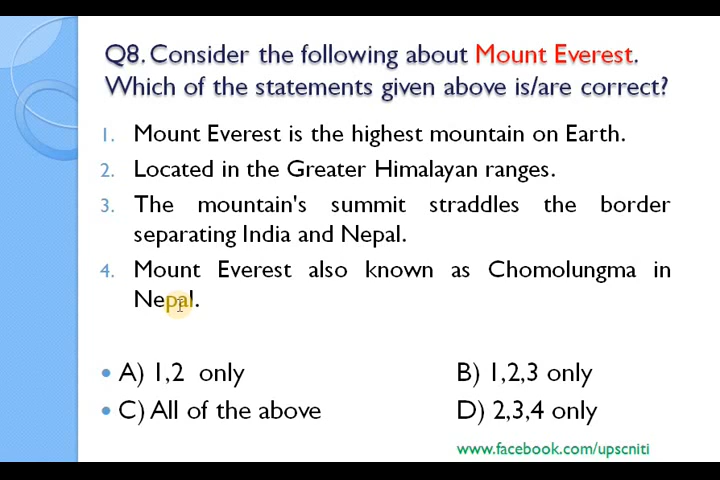 Q8. Consider the following about Mount Everest.
Which of the statements given above is/are correct?
1. Mount Everest is the highest mountain on Earth.
2. Located in the Greater Himalayan ranges.
3. The mountain's summit straddles the border
separating India and Nepal.
4. Mount Everest also known as Chomolungma in
Nepal.
• A) 1,2 only
B) 1,2,3 only
• C) All of the above
D) 2,3,4 only
www.facebook.com/upscniti